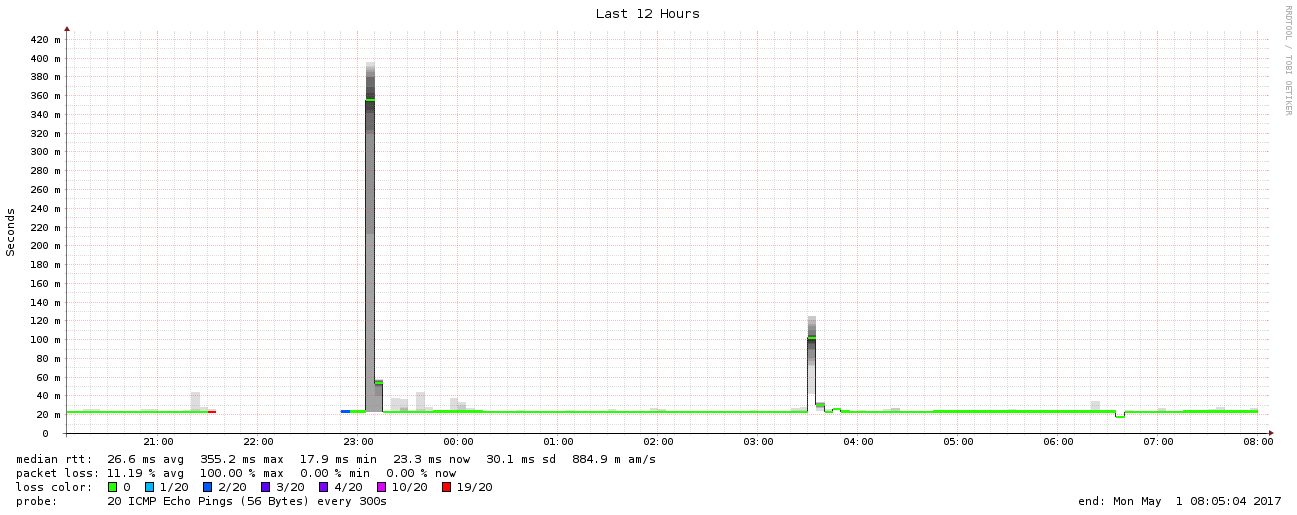 Last 12 Hours
RRDTOOL / TOBI OETIKER
Seconds
420 m
400 m
380 m
360 m
340 m
320 m
300 m
280 m
260 m
240 m
220 m
200 m
180 m
160 m
140 m
120 m
100 m
80 m
60 m
40 m
20 m
0
21:00 22:00 23:00 00:00 01:00 02:00 03:00 04:00 05:00 06:00 07:00 08:00
median rtt: 26.6 ms avg 355.2 ms max 17.9 ms min 23.3 ms now 30.1 ms sd 884.9 m am/s
packet loss: 11.19 % avg 100.00 % max 0.00 % min 0.00 % now
loss color: 0 1/20 2/20 3/20 4/20 10/20 19/20
probe: 20 ICMP Echo Pings (56 Bytes) every 300s end: Mon May 1 08:05:04 2017